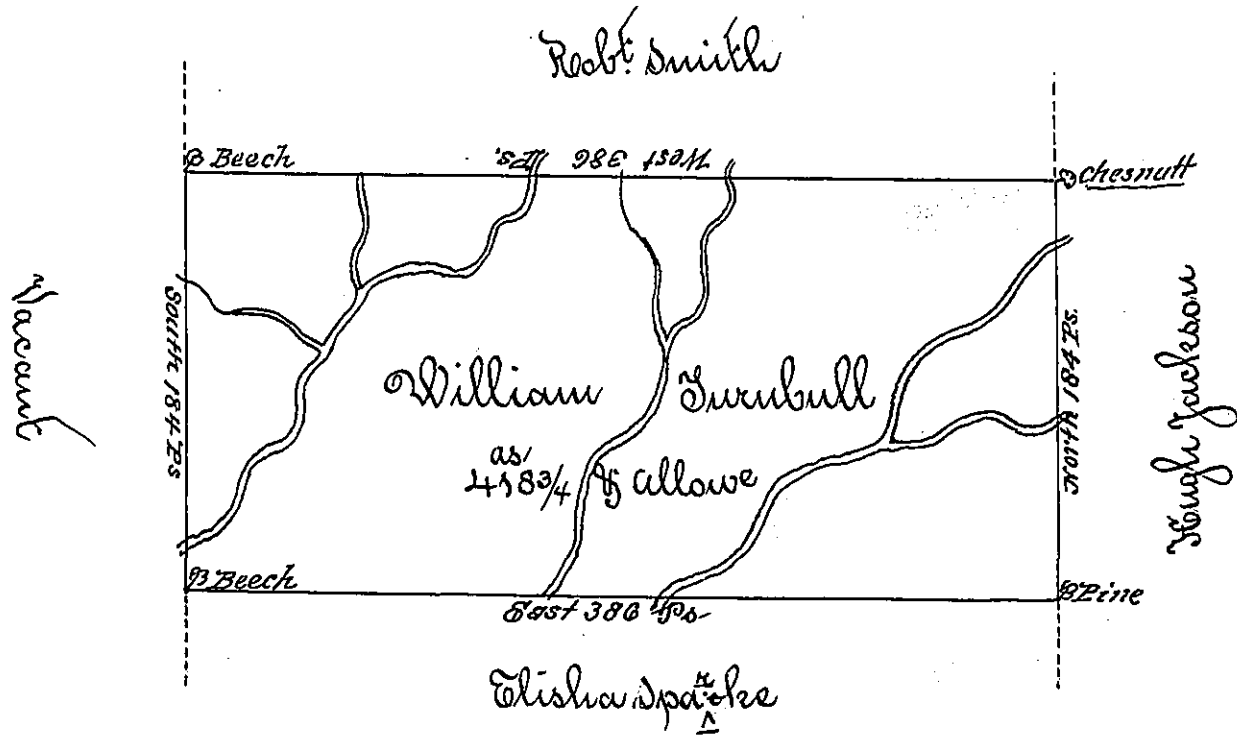 Robt. Smith
Beech
West 386 Ps.
Chesnutt
Vacant
South 184 Ps
William Turnbull
as
418 3/4 & allowe
North 184 Ps.
Hugh Jackson
Beech
East 386 Ps
Pine
Elisha Sparke